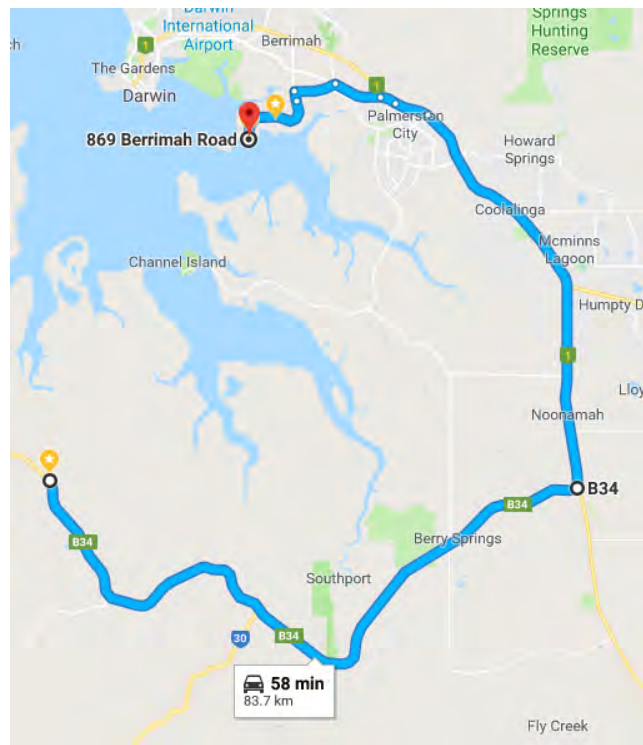 Darwin
International
Airport
Springs
Hunting
Reserve
ch
1
Berrimah
The Gardens
Darwin
1
1
Palmerston
City
869 Berrimah Road
Howard
Springs
Coolalinga
Mcminns
Lagoon
Channel Island
Humpty D
1
Lloy
Noonamah
B34
B34
B34
Berry Springs
Southport
30
B34
58 min
83.7 km
Fly Creek